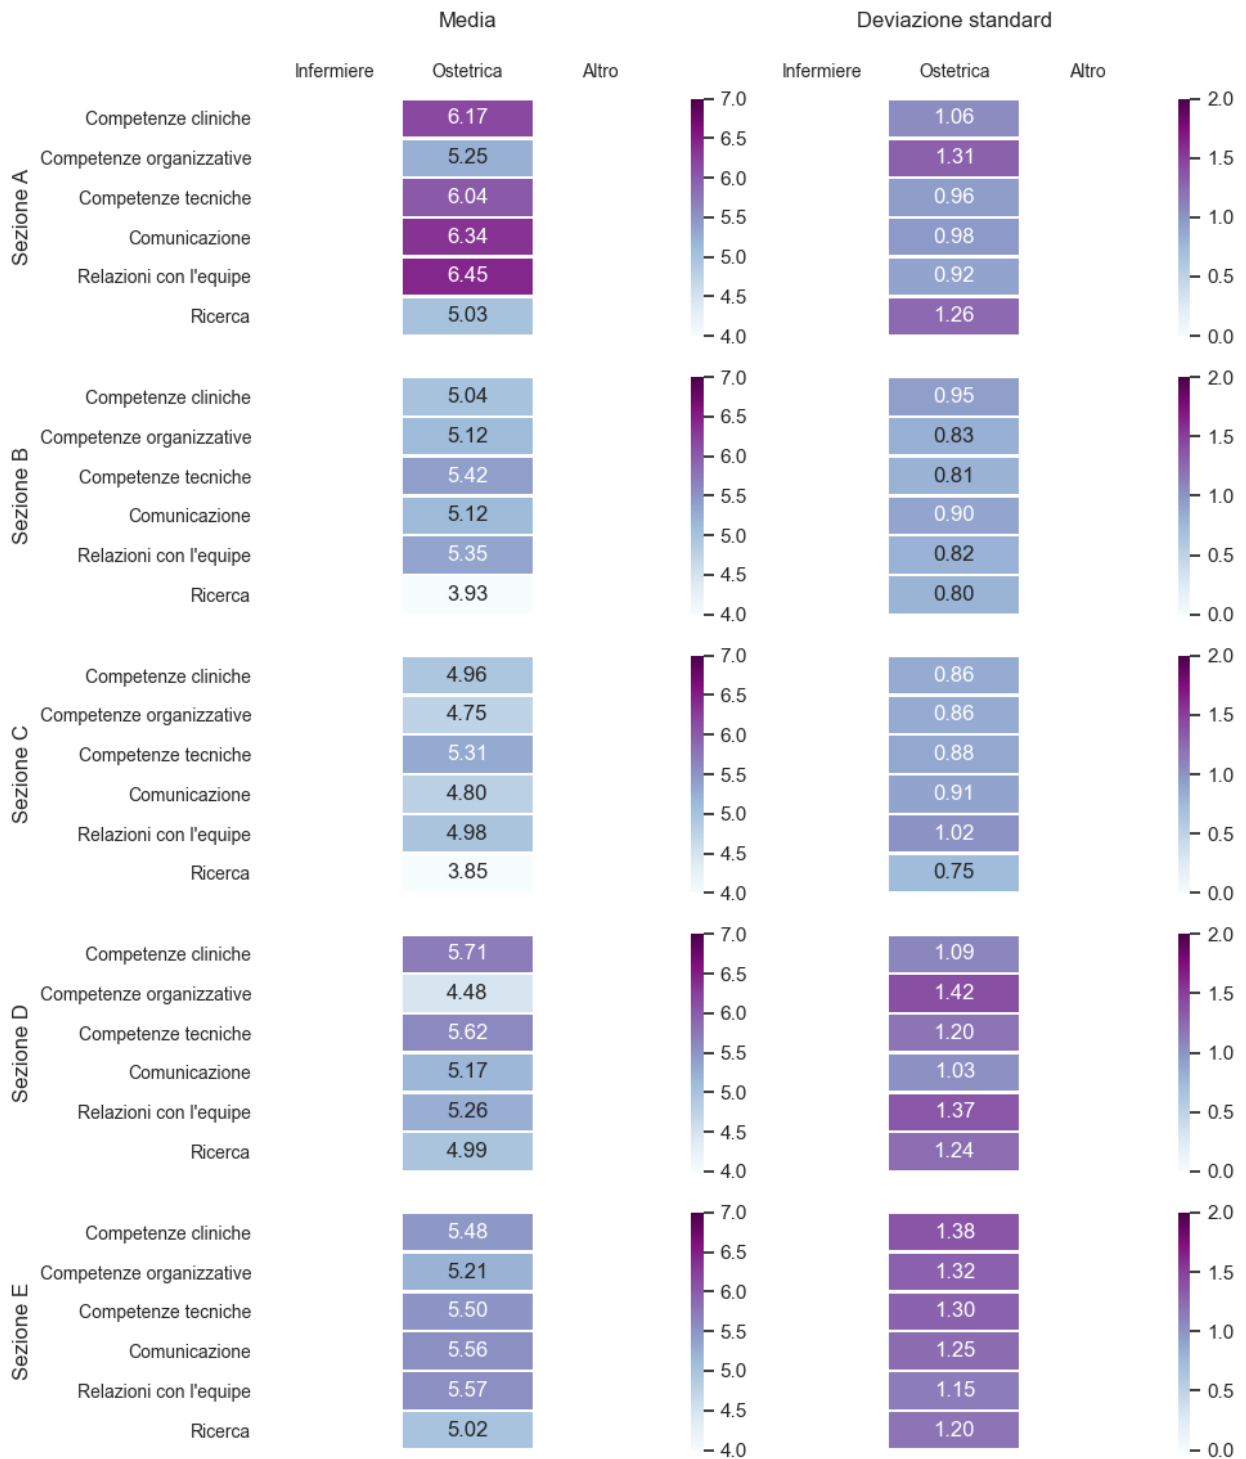 Media Deviazione standard
Infermiere Ostetrica Altro Infermiere Ostetrica Altro
Sezione A
Competenze cliniche 6.17 1.06
Competenze organizzative 5.25 1.31
Competenze tecniche 6.04 0.96
Comunicazione 6.34 0.98
Relazioni con l'equipe 6.45 0.92
Ricerca 5.03 1.26
7.0 2.0
6.5
6.0 1.5
5.5 1.0
5.0
4.5 0.5
4.0 0.0
Sezione B
Competenze cliniche 5.04 0.95
Competenze organizzative 5.12 0.83
Competenze tecniche 5.42 0.81
Comunicazione 5.12 0.90
Relazioni con l'equipe 5.35 0.82
Ricerca 3.93 0.80
7.0 2.0
6.5
6.0 1.5
5.5 1.0
5.0
4.5 0.5
4.0 0.0
Sezione C
Competenze cliniche 4.96 0.86
Competenze organizzative 4.75 0.86
Competenze tecniche 5.31 0.88
Comunicazione 4.80 0.91
Relazioni con l'equipe 4.98 1.02
Ricerca 3.85 0.75
7.0 2.0
6.5
6.0 1.5
5.5 1.0
5.0
4.5 0.5
4.0 0.0
Sezione D
Competenze cliniche 5.71 1.09
Competenze organizzative 4.48 1.42
Competenze tecniche 5.62 1.20
Comunicazione 5.17 1.03
Relazioni con l'equipe 5.26 1.37
Ricerca 4.99 1.24
7.0 2.0
6.5
6.0 1.5
5.5 1.0
5.0
4.5 0.5
4.0 0.0
Sezione E
Competenze cliniche 5.48 1.38
Competenze organizzative 5.21 1.32
Competenze tecniche 5.50 1.30
Comunicazione 5.56 1.25
Relazioni con l'equipe 5.57 1.15
Ricerca 5.02 1.20
7.0 2.0
6.5
6.0 1.5
5.5 1.0
5.0
4.5 0.5
4.0 0.0